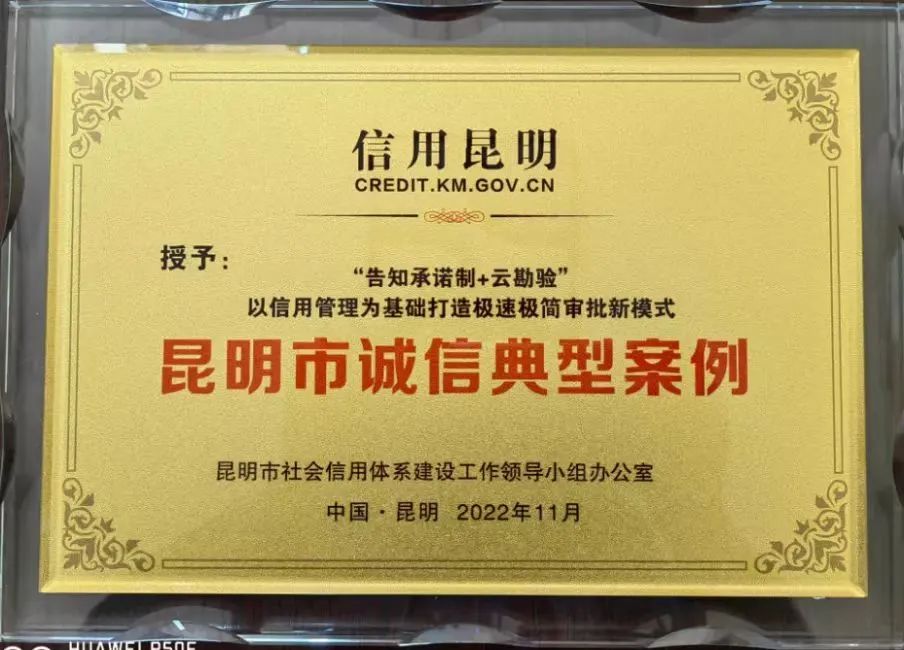 信用昆明
CREDIT.KM.GOV.CN
授予：
“告知承诺制+云勘验”
以信用管理为基础打造极速极简审批新模式
昆明市诚信典型案例
昆明市社会信用体系建设工作领导小组办公室
中国·昆明 2022年11月
HUAWEI P50E